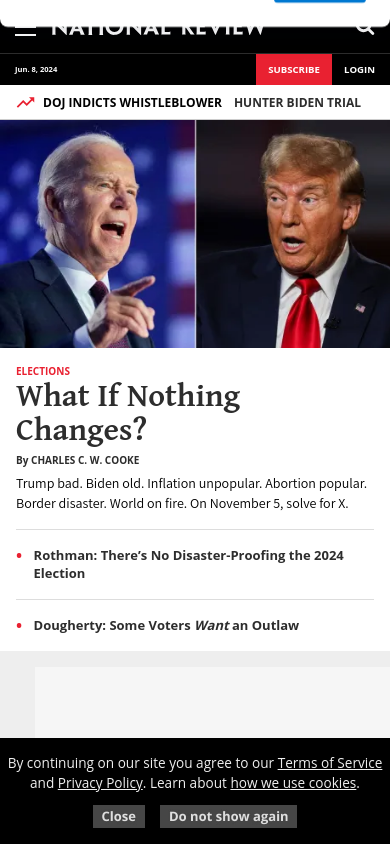 NATIONAL REVIEW
Jun. 8, 2024
SUBSCRIBE
LOGIN
DOJ INDICTS WHISTLEBLOWER
HUNTER BIDEN TRIAL
ELECTIONS
What If Nothing
Changes?
By CHARLES C. W. COOKE
Trump bad. Biden old. Inflation unpopular. Abortion popular.
Border disaster. World on fire. On November 5, solve for X.
• Rothman: There’s No Disaster-Proofing the 2024
Election
• Dougherty: Some Voters Want an Outlaw
By continuing on our site you agree to our Terms of Service
and Privacy Policy. Learn about how we use cookies.
Close
Do not show again